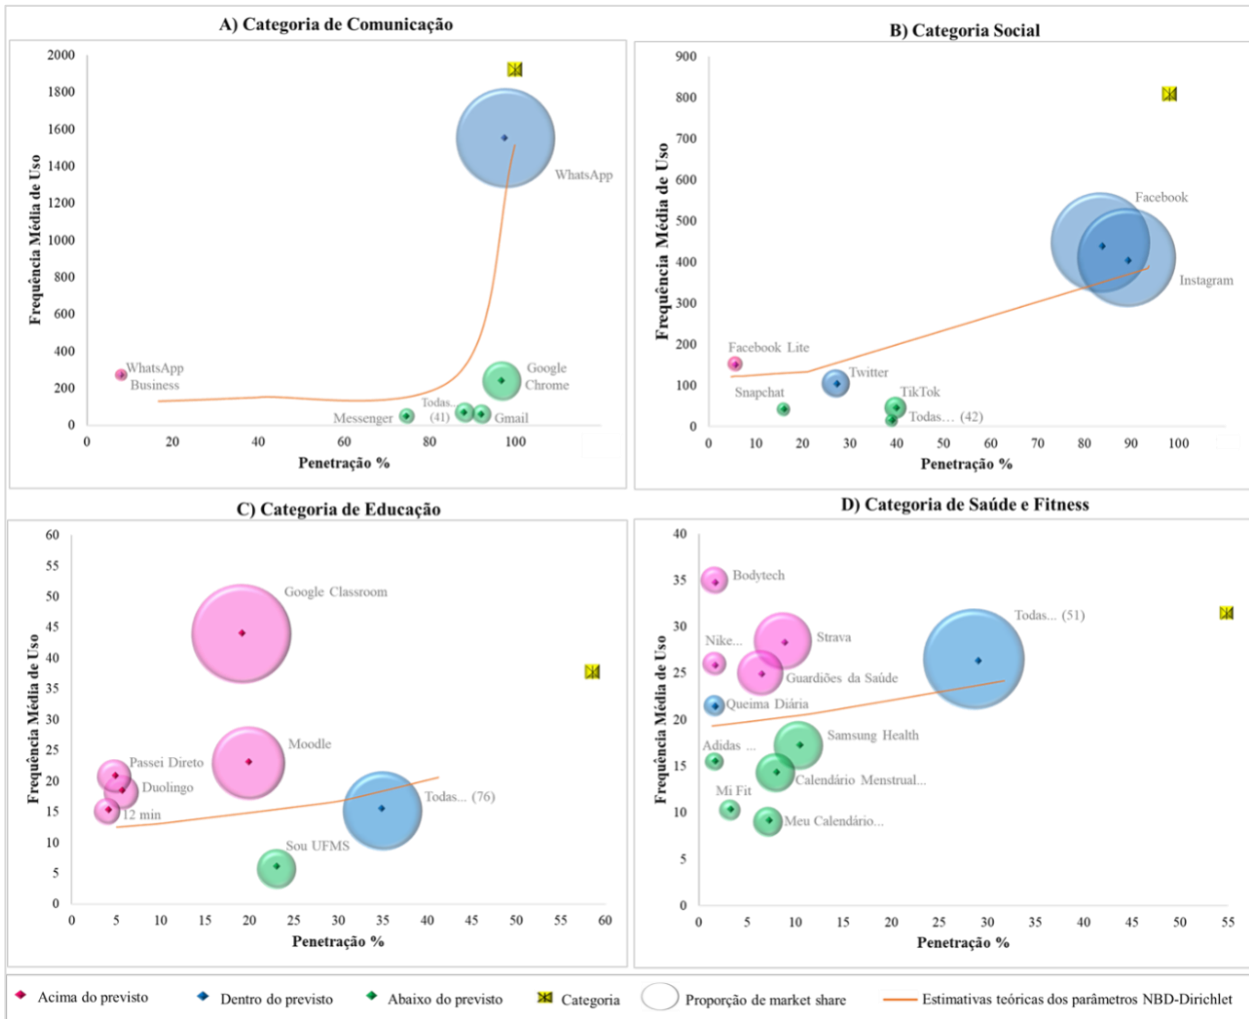 A) Categoria de Comunicação
Frequência Média de Uso
2000
1800
1600
1400
1200
1000
800
600
400
200
0
WhatsApp
WhatsApp
Business
Google
Chrome
Todas...
(41)
Messenger
Gmail
0 20 40 60 80 100
Penetração %
B) Categoria Social
Frequência Média de Uso
900
800
700
600
500
400
300
200
100
0
Facebook
Instagram
Facebook Lite
Twitter
Snapchat
TikTok
Todas... (42)
0 10 20 30 40 50 60 70 80 90 100
Penetração %
C) Categoria de Educação
Frequência Média de Uso
60
55
50
45
40
35
30
25
20
15
10
5
0
Google Classroom
Moodle
Passei Direto
Duolingo
12 min
Todas... (76)
Sou UFMS
0 5 10 15 20 25 30 35 40 45 50 55 60
Penetração %
D) Categoria de Saúde e Fitness
Frequência Média de Uso
40
35
30
25
20
15
10
5
0
Bodytech
Todas... (51)
Nike...
Strava
Guardiões da Saúde
Queima Diária
Samsung Health
Adidas ...
Calendário Menstrual...
Mi Fit
Meu Calendário...
0 5 10 15 20 25 30 35 40 45 50 55
Penetração %
Acima do previsto
Dentro do previsto
Abaixo do previsto
Categoria
Proporção de market share
Estimativas teóricas dos parâmetros NBD-Dirichlet